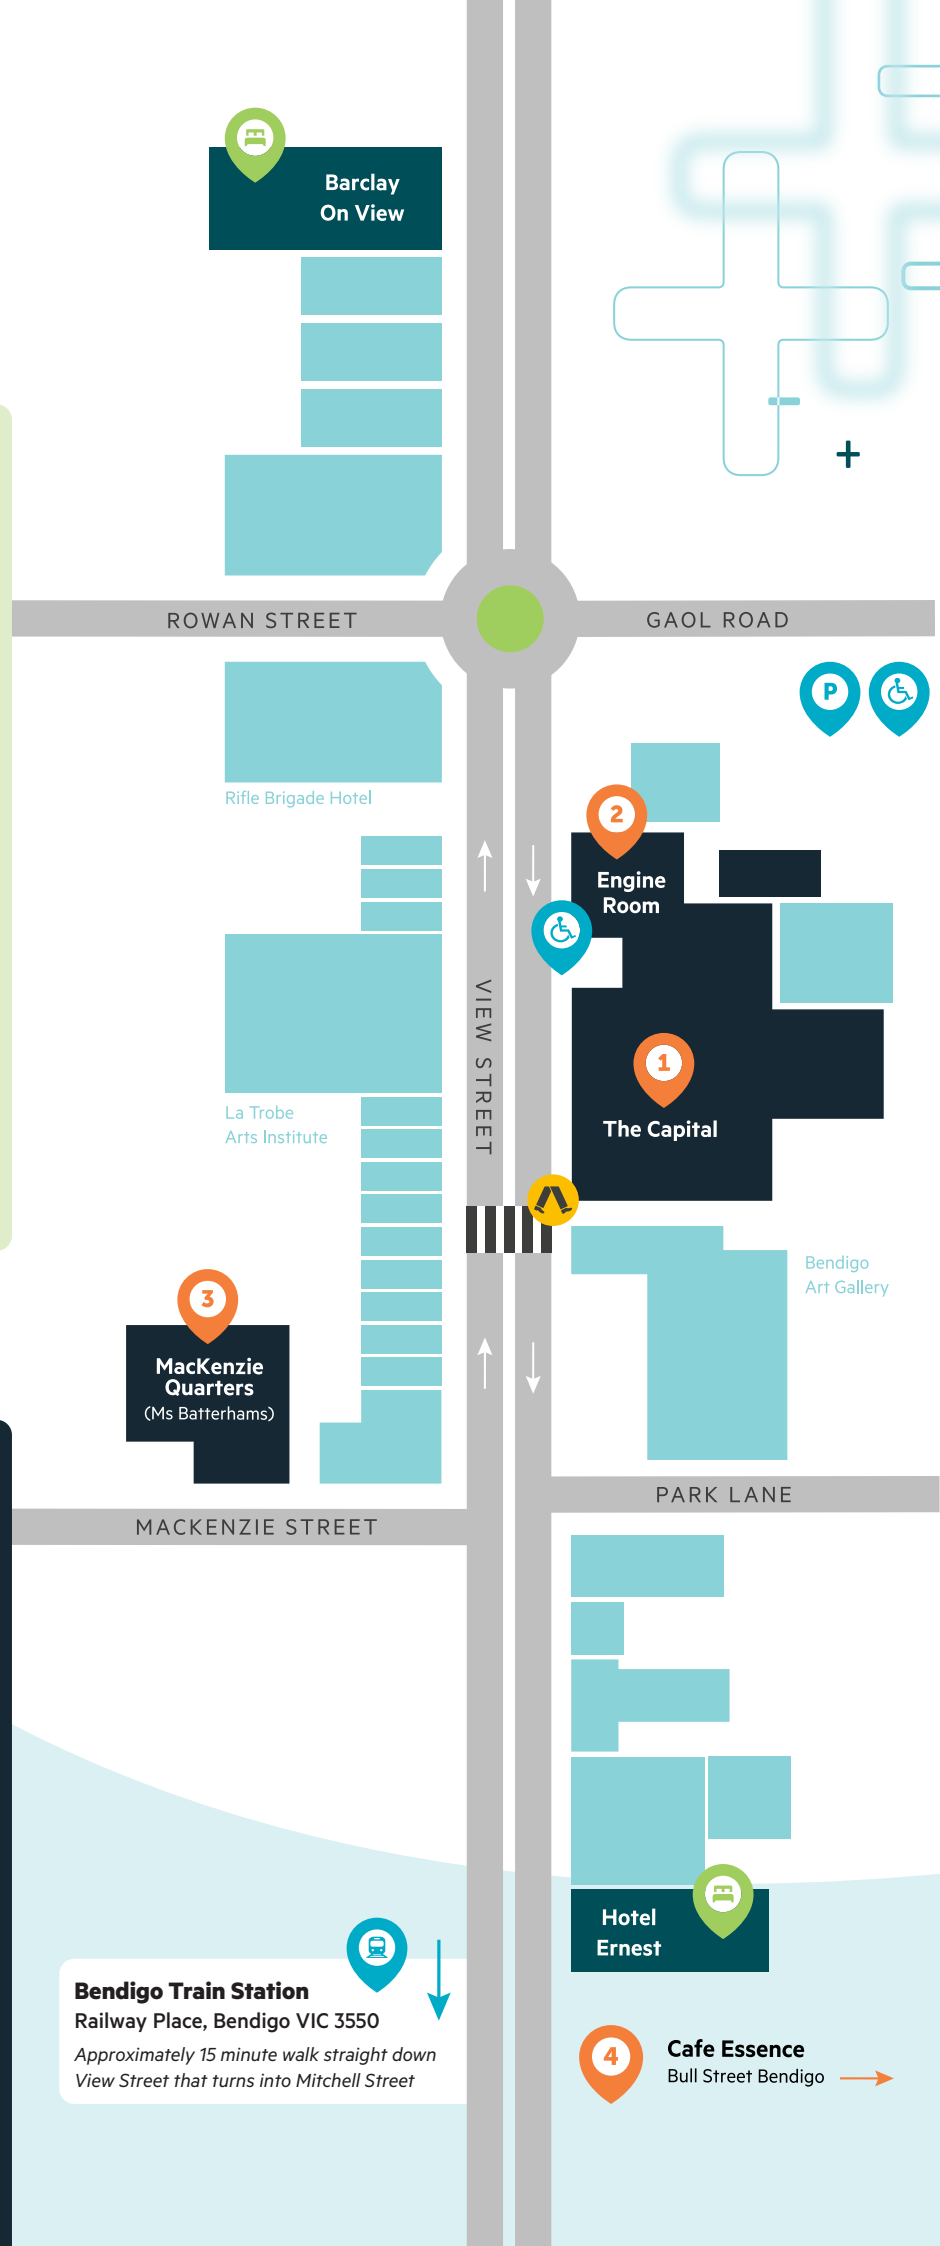 Barclay
On View
ROWAN STREET
GAOL ROAD
P
Rifle Brigade Hotel
2
Engine
Room
VIEW STREET
1
The Capital
La Trobe
Arts Institute
Bendigo
Art Gallery
3
MacKenzie
Quarters
(Ms Batterhams)
PARK LANE
MACKENZIE STREET
Hotel
Ernest
Bendigo Train Station
Railway Place, Bendigo VIC 3550
Approximately 15 minute walk straight down
View Street that turns into Mitchell Street
4
Cafe Essence
Bull Street Bendigo